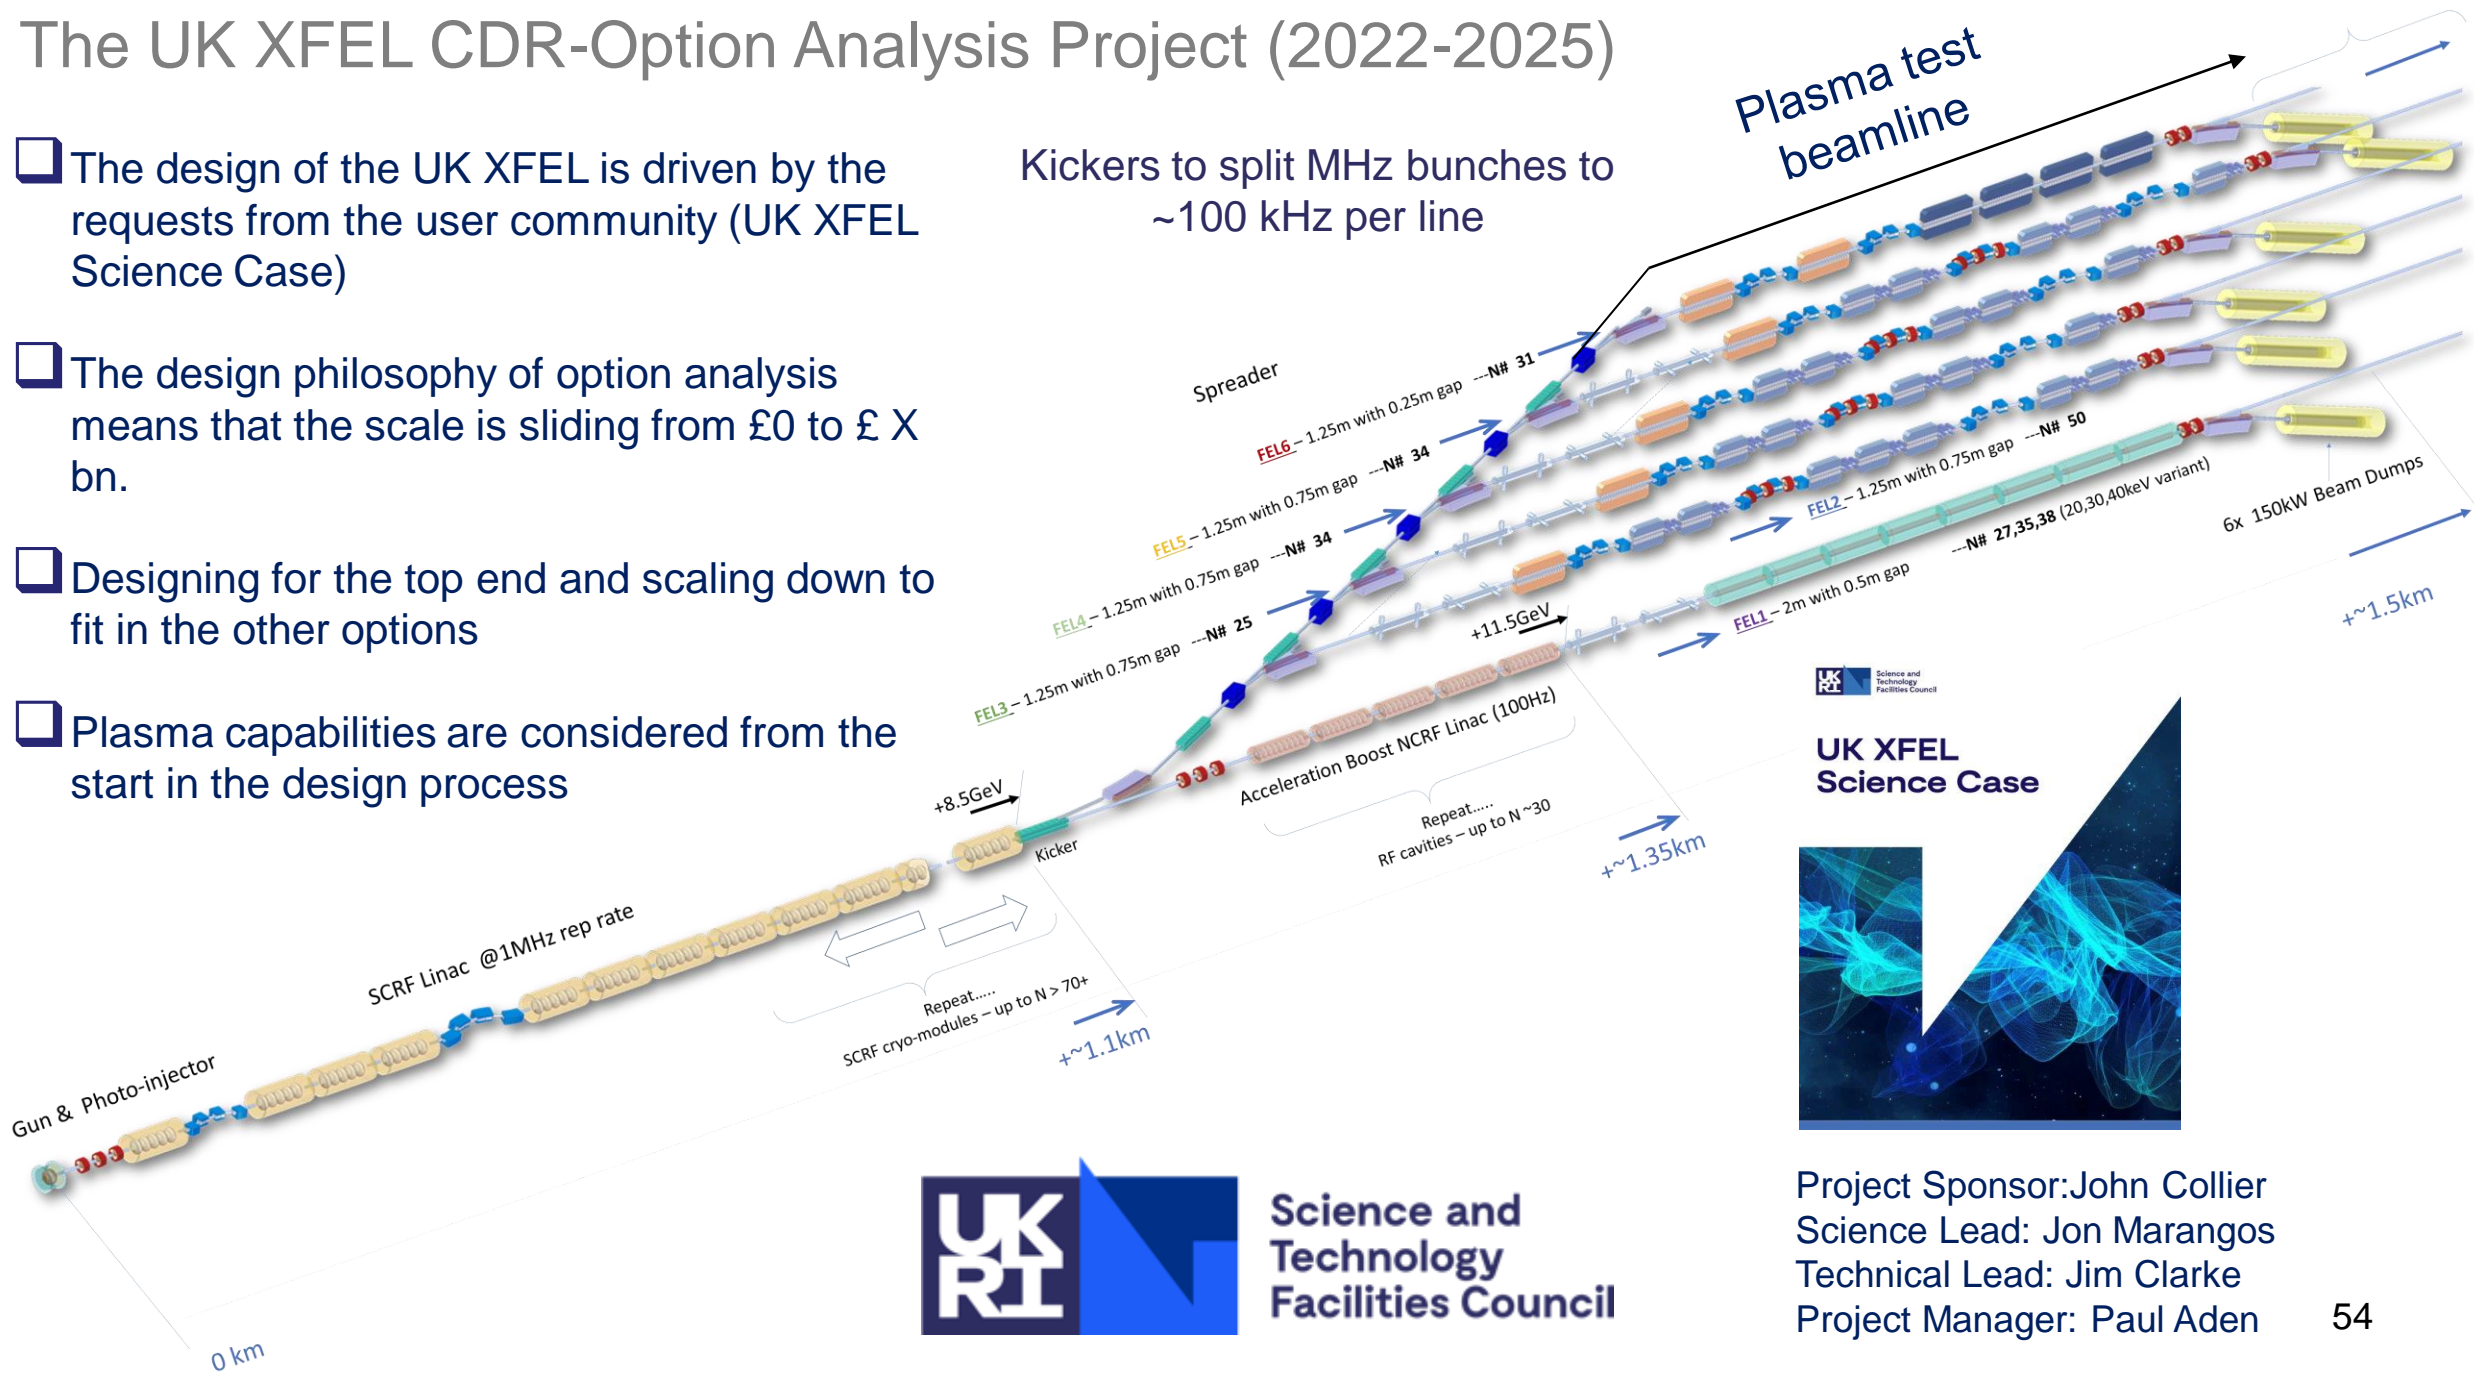 The UK XFEL CDR-Option Analysis Project (2022-2025)
The design of the UK XFEL is driven by the
requests from the user community (UK XFEL
Science Case)
The design philosophy of option analysis
means that the scale is sliding from £0 to £ X
bn.
Designing for the top end and scaling down to
fit in the other options
Plasma capabilities are considered from the
start in the design process
Kickers to split MHz bunches to
~100 kHz per line
Plasma test
beamline
Spreader
FEL6 – 1.25m with 0.25m gap ---N# 31
FEL5 – 1.25m with 0.75m gap ---N# 34
FEL4 – 1.25m with 0.75m gap ---N# 34
FEL3 – 1.25m with 0.75m gap ---N# 25
FEL2 – 1.25m with 0.75m gap ---N# 50
FEL1 – 2m with 0.5m gap ---N# 27,35,38 (20,30,40keV variant)
6x 150kW Beam Dumps
+~1.5km
+11.5GeV
Acceleration Boost NCRF Linac (100Hz)
Repeat.....
RF cavities – up to N ~30
+~1.35km
+8.5GeV
Kicker
SCRF Linac @1MHz rep rate
Repeat.....
SCRF cryo-modules – up to N > 70+
+~1.1km
Gun & Photo-injector
0 km
UK
RI
Science and
Technology
Facilities Council
UK XFEL
Science Case
UK
RI
Science and
Technology
Facilities Council
Project Sponsor:John Collier
Science Lead: Jon Marangos
Technical Lead: Jim Clarke
Project Manager: Paul Aden
54